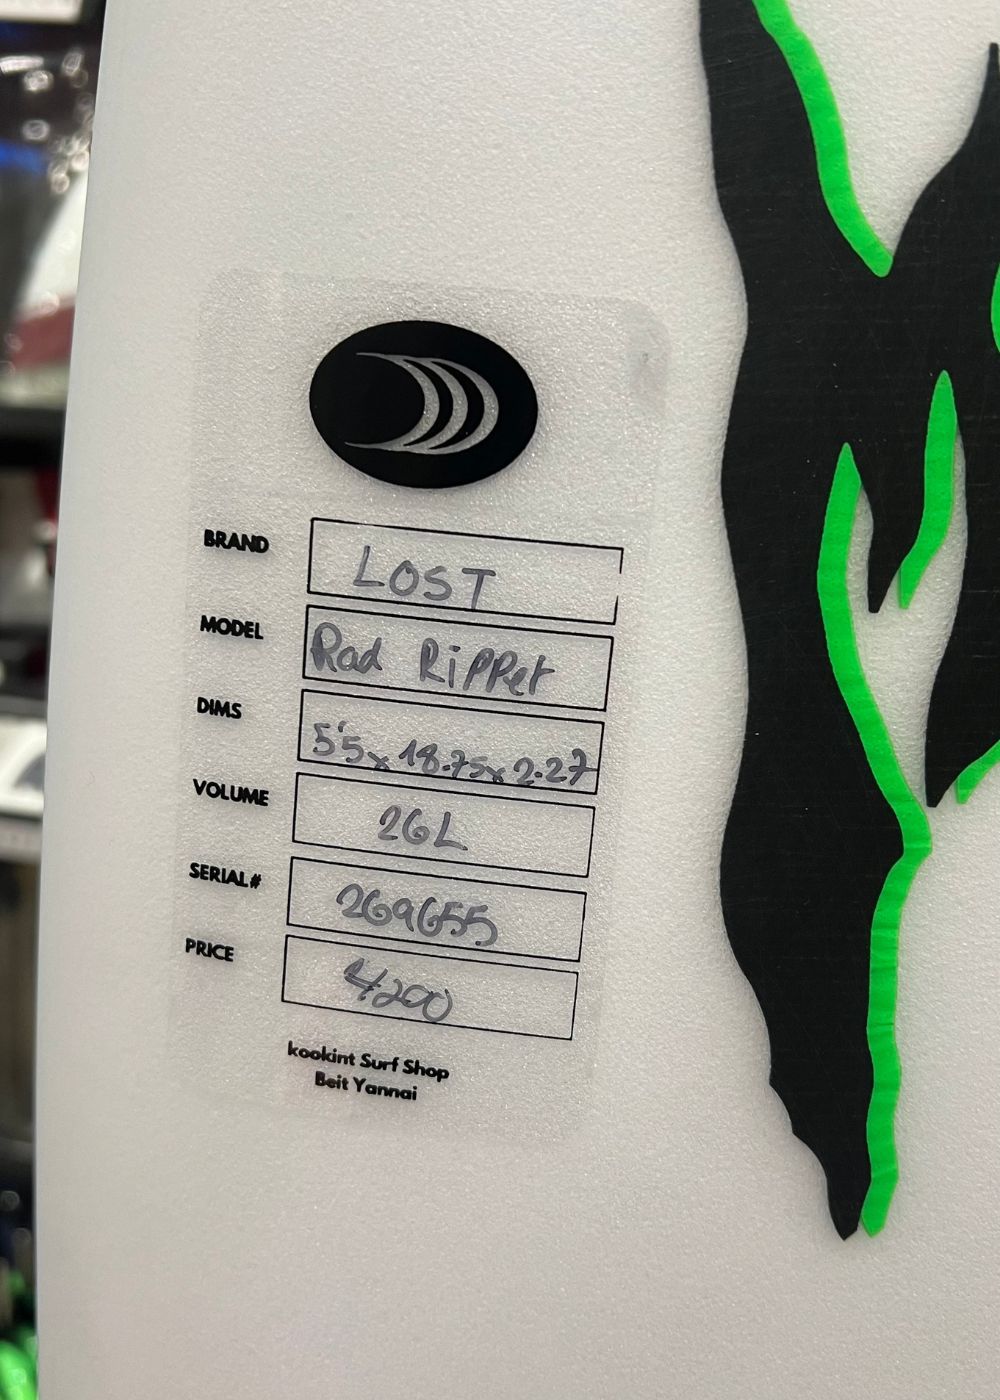 BRAND LOST
MODEL Rad Ripper
DIMS 5'5 x 18.75 x 2.27
VOLUME 26L
SERIAL# 269655
PRICE 4200
kookint Surf Shop
Beit Yannai